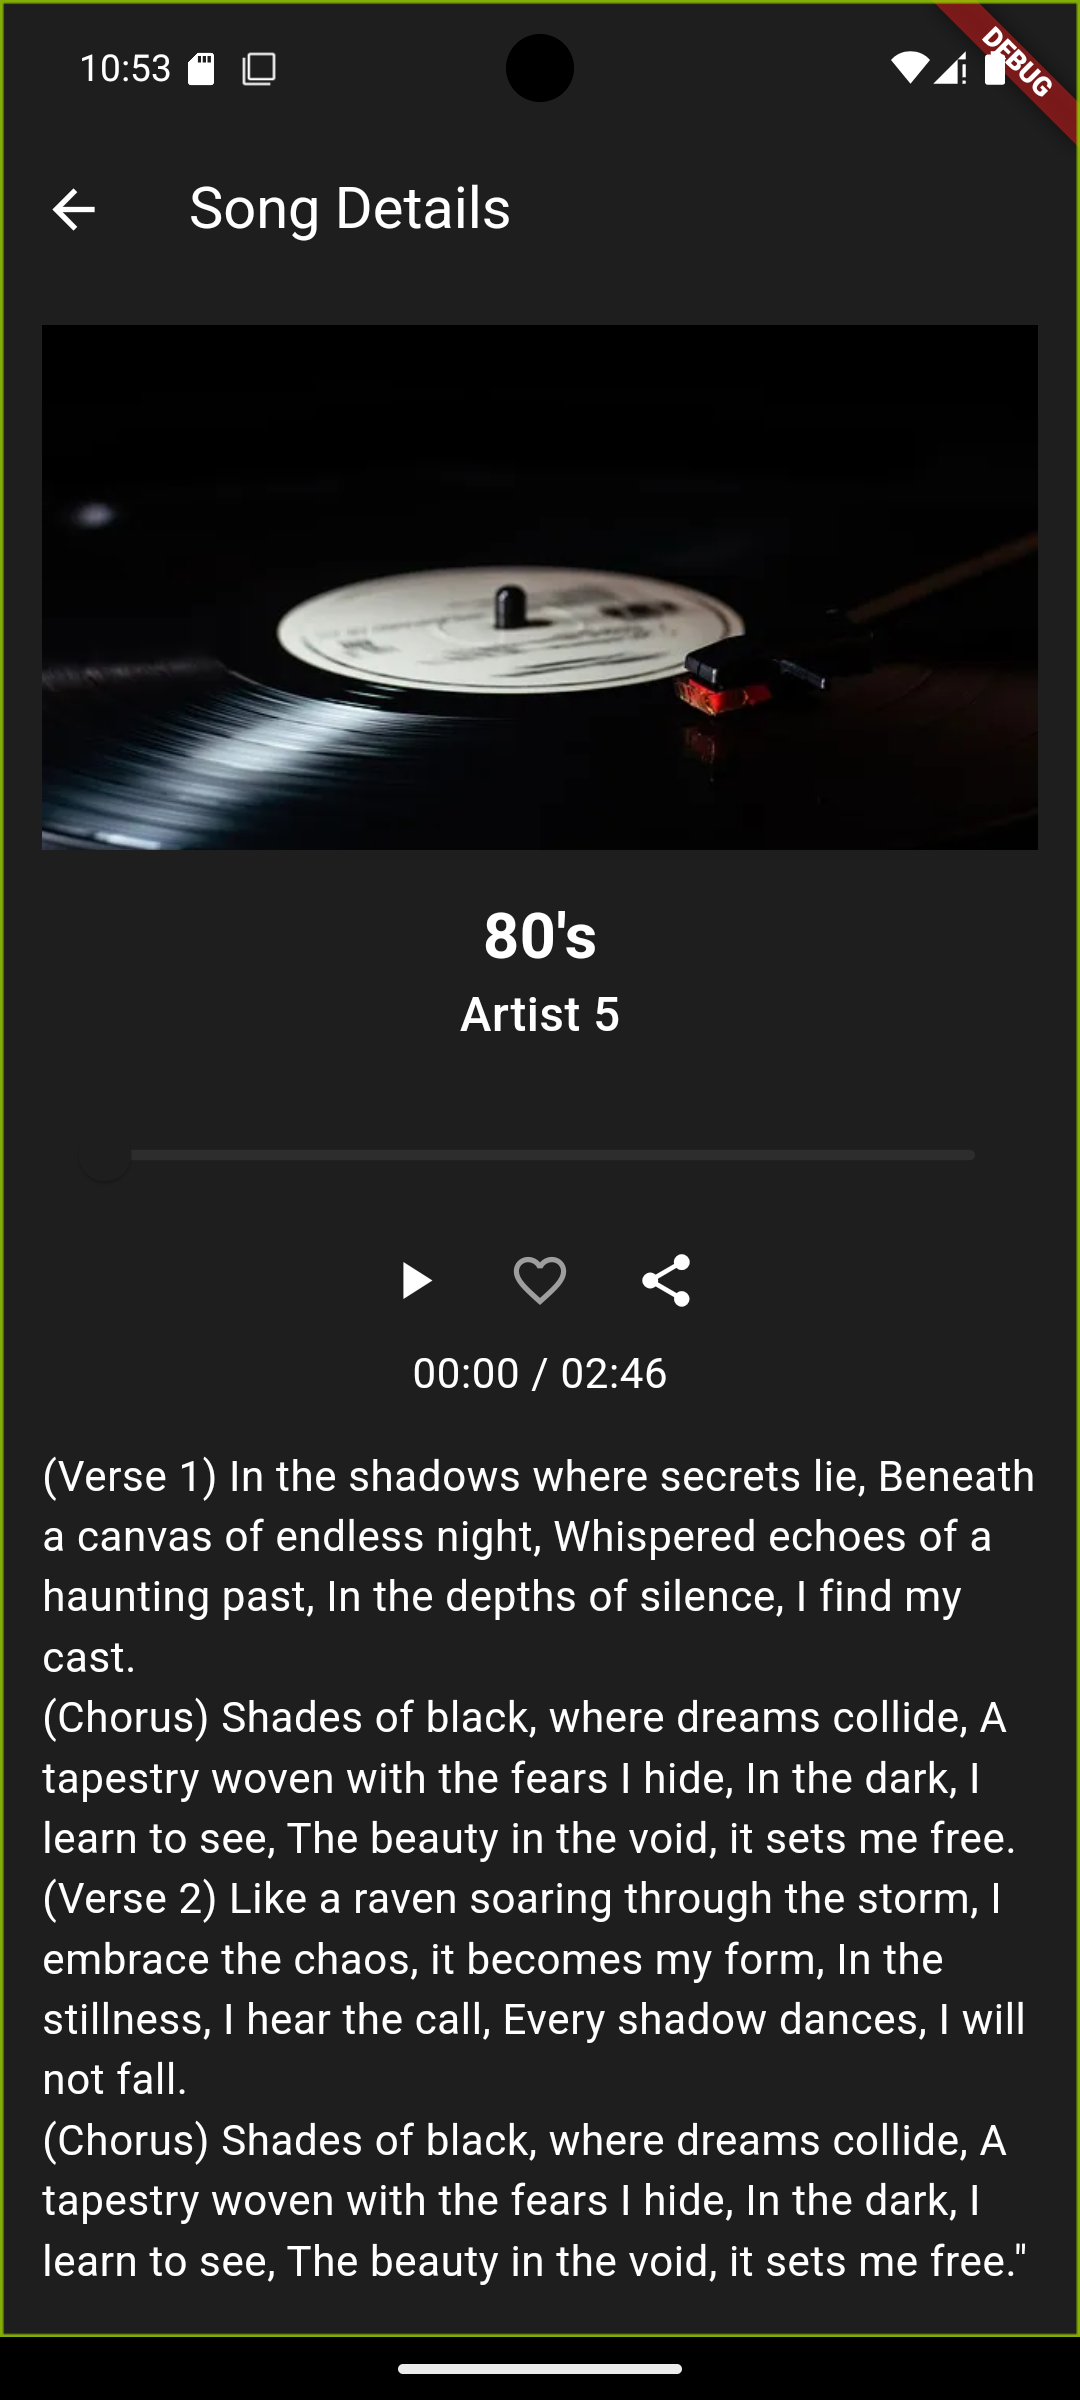 10:53
DEBUG
Song Details
80's
Artist 5
00:00 / 02:46
(Verse 1) In the shadows where secrets lie, Beneath
a canvas of endless night, Whispered echoes of a
haunting past, In the depths of silence, I find my
cast.
(Chorus) Shades of black, where dreams collide, A
tapestry woven with the fears I hide, In the dark, I
learn to see, The beauty in the void, it sets me free.
(Verse 2) Like a raven soaring through the storm, I
embrace the chaos, it becomes my form, In the
stillness, I hear the call, Every shadow dances, I will
not fall.
(Chorus) Shades of black, where dreams collide, A
tapestry woven with the fears I hide, In the dark, I
learn to see, The beauty in the void, it sets me free."